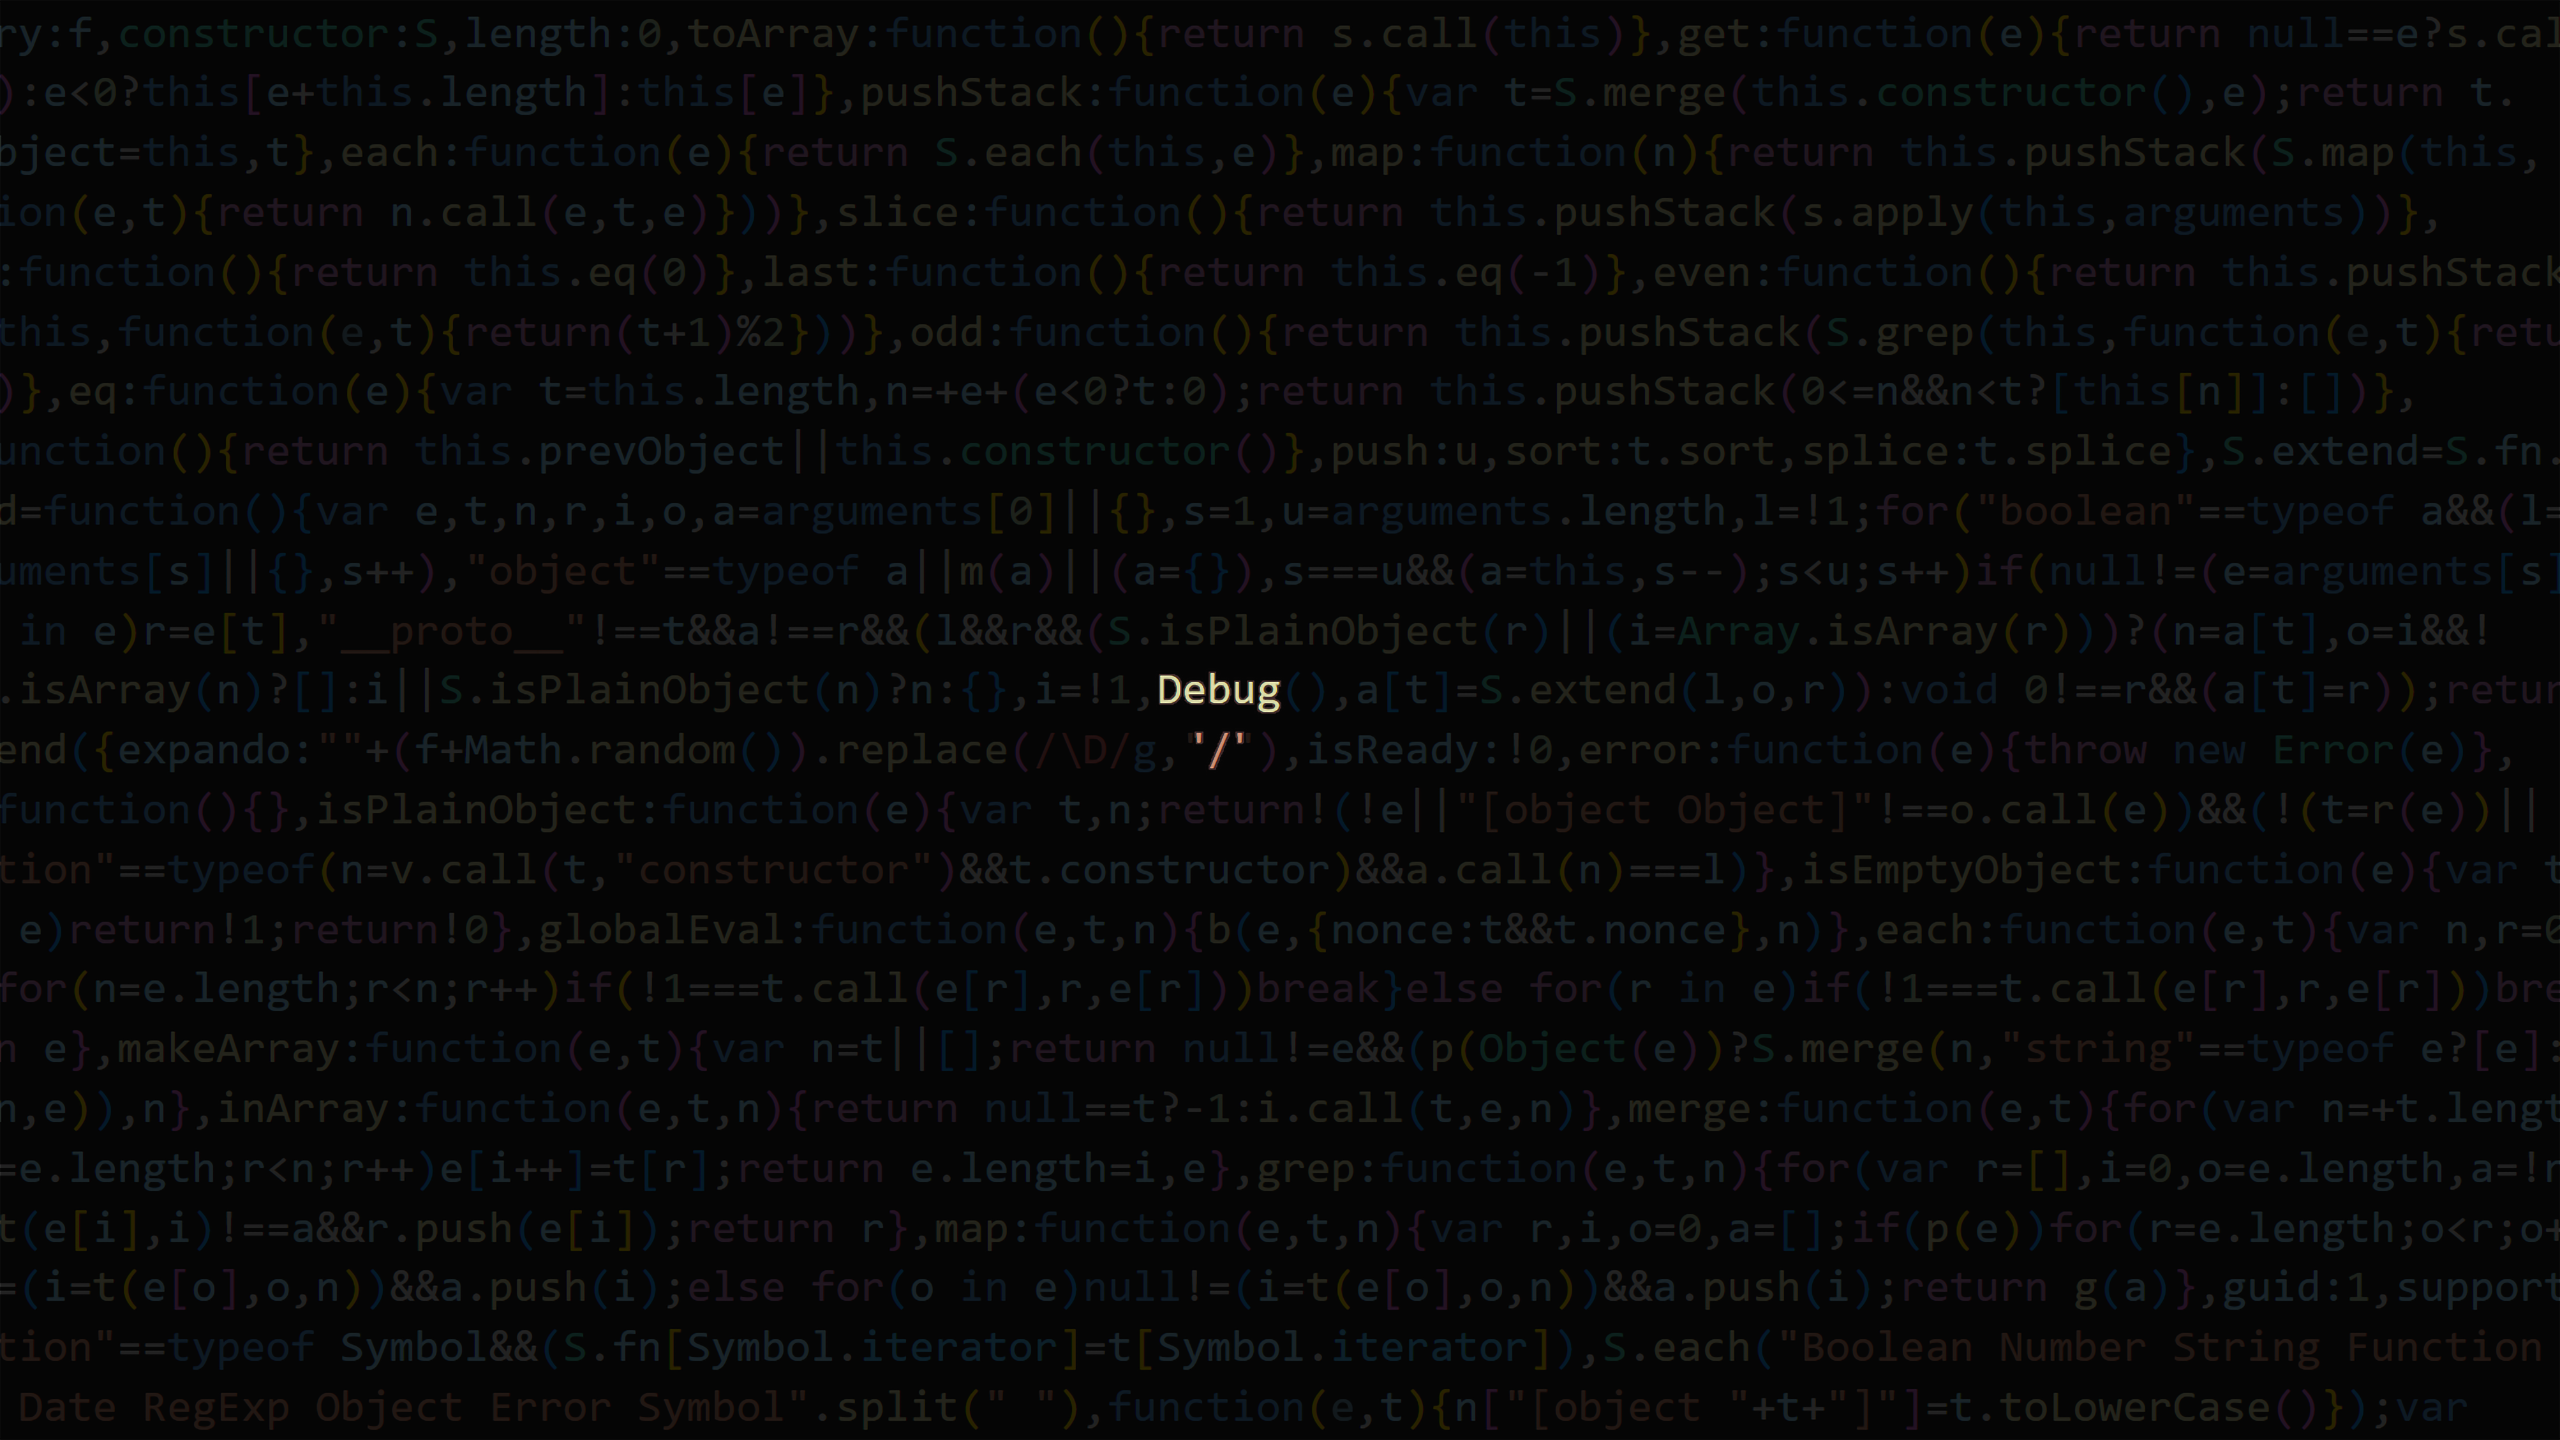 ry:f,constructor:S,length:0,toArray:function(){return s.call(this)},get:function(e){return null==e?s.cal
):e<0?this[e+this.length]:this[e]},pushStack:function(e){var t=S.merge(this.constructor(),e);return t.
bject=this,t},each:function(e){return S.each(this,e)},map:function(n){return this.pushStack(S.map(this,
ion(e,t){return n.call(e,t,e)}))},slice:function(){return this.pushStack(s.apply(this,arguments))},
:function(){return this.eq(0)},last:function(){return this.eq(-1)},even:function(){return this.pushStack
this,function(e,t){return(t+1)%2}))},odd:function(){return this.pushStack(S.grep(this,function(e,t){retu
)},eq:function(e){var t=this.length,n=+e+(e<0?t:0);return this.pushStack(0<=n&&n<t?[this[n]]:[])},
unction(){return this.prevObject||this.constructor()},push:u,sort:t.sort,splice:t.splice},S.extend=S.fn.
d=function(){var e,t,n,r,i,o,a=arguments[0]||{},s=1,u=arguments.length,l=!1;for("boolean"==typeof a&&(l=
uments[s]||{},s++),"object"==typeof a||m(a)||(a={}),s===u&&(a=this,s--);s<u;s++)if(null!=(e=arguments[s]
in e)r=e[t],"__proto__"!==t&&a!==r&&(l&&r&&(S.isPlainObject(r)||(i=Array.isArray(r)))?(n=a[t],o=i&&!
.isArray(n)?[]:i||S.isPlainObject(n)?n:{},i=!1,Debug(),a[t]=S.extend(l,o,r)):void 0!==r&&(a[t]=r));retur
end({expando:""+(f+Math.random()).replace(/\D/g,'/'),isReady:!0,error:function(e){throw new Error(e)},
function(){},isPlainObject:function(e){var t,n;return!(!e||"[object Object]"!==o.call(e))&&(!(t=r(e))||
tion"==typeof(n=v.call(t,"constructor")&&t.constructor)&&a.call(n)===l)},isEmptyObject:function(e){var t
e)return!1;return!0},globalEval:function(e,t,n){b(e,{nonce:t&&t.nonce},n)},each:function(e,t){var n,r=0
for(n=e.length;r<n;r++)if(!1===t.call(e[r],r,e[r]))break}else for(r in e)if(!1===t.call(e[r],r,e[r]))bre
n e},makeArray:function(e,t){var n=t||[];return null!=e&&(p(Object(e))?S.merge(n,"string"==typeof e?[e]:
n,e)),n},inArray:function(e,t,n){return null==t?-1:i.call(t,e,n)},merge:function(e,t){for(var n=+t.lengt
=e.length;r<n;r++)e[i++]=t[r];return e.length=i,e},grep:function(e,t,n){for(var r=[],i=0,o=e.length,a=!n
t(e[i],i)!==a&&r.push(e[i]);return r},map:function(e,t,n){var r,i,o=0,a=[];if(p(e))for(r=e.length;o<r;o+
=(i=t(e[o],o,n))&&a.push(i);else for(o in e)null!=(i=t(e[o],o,n))&&a.push(i);return g(a)},guid:1,support
tion"==typeof Symbol&&(S.fn[Symbol.iterator]=t[Symbol.iterator]),S.each("Boolean Number String Function
Date RegExp Object Error Symbol".split(" "),function(e,t){n["[object "+t+"]"]=t.toLowerCase()});var